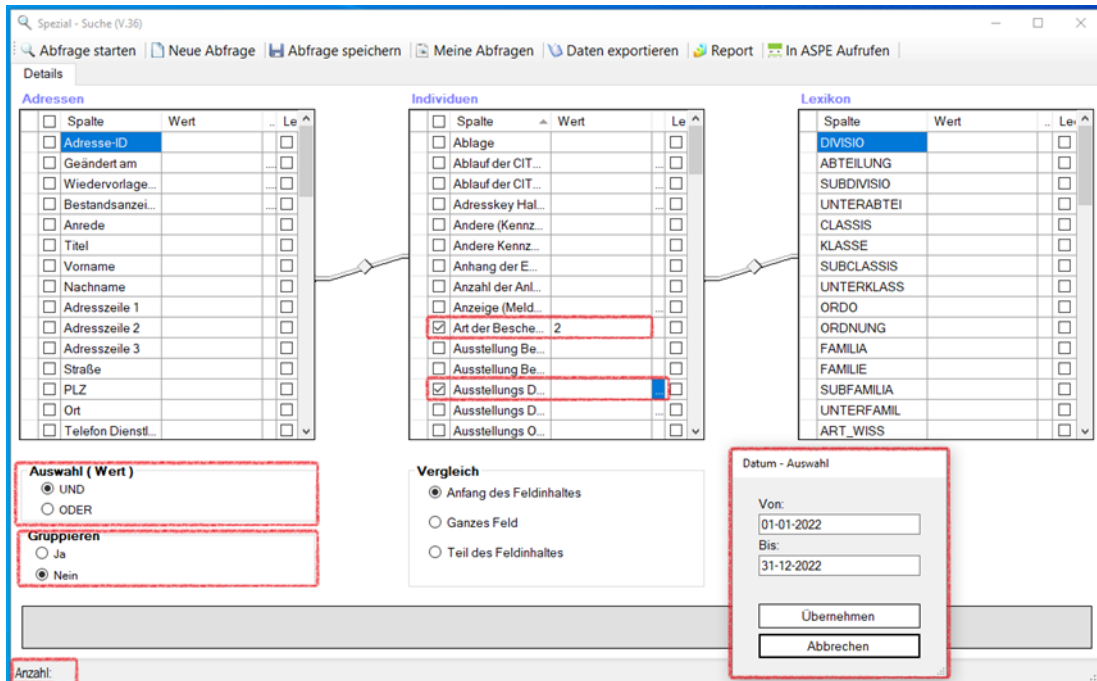 Spezial - Suche (V.36)
Abfrage starten Neue Abfrage Abfrage speichern Meine Abfragen Daten exportieren Report In ASPE Aufrufen
Details
Adressen
Spalte Wert .. Le
Adresse-ID
Geändert am ...
Wiedervorlage... ...
Bestandsanzei... ...
Anrede
Titel
Vorname
Nachname
Adresszeile 1
Adresszeile 2
Adresszeile 3
Straße
PLZ
Ort
Telefon Dienstl...
Individuen
Spalte Wert Le
Ablage
Ablauf der CIT... ...
Ablauf der CIT... ...
Adresskey Hal... ...
Andere (Kennz...
Andere Kennz...
Anhang der E...
Anzahl der Anl...
Anzeige (Meld... ...
Art der Besche... 2
Ausstellung Be...
Ausstellung Be...
Ausstellungs D... ...
Ausstellungs D... ...
Ausstellungs O...
Lexikon
Spalte Wert .. Le
DIVISIO
ABTEILUNG
SUBDIVISIO
UNTERABTEI
CLASSIS
KLASSE
SUBCLASSIS
UNTERKLASS
ORDO
ORDNUNG
FAMILIA
FAMILIE
SUBFAMILIA
UNTERFAMIL
ART_WISS
Auswahl ( Wert )
UND
ODER
Gruppieren
Ja
Nein
Vergleich
Anfang des Feldinhaltes
Ganzes Feld
Teil des Feldinhaltes
Datum - Auswahl
Von:
01-01-2022
Bis:
31-12-2022
Übernehmen
Abbrechen
Anzahl: